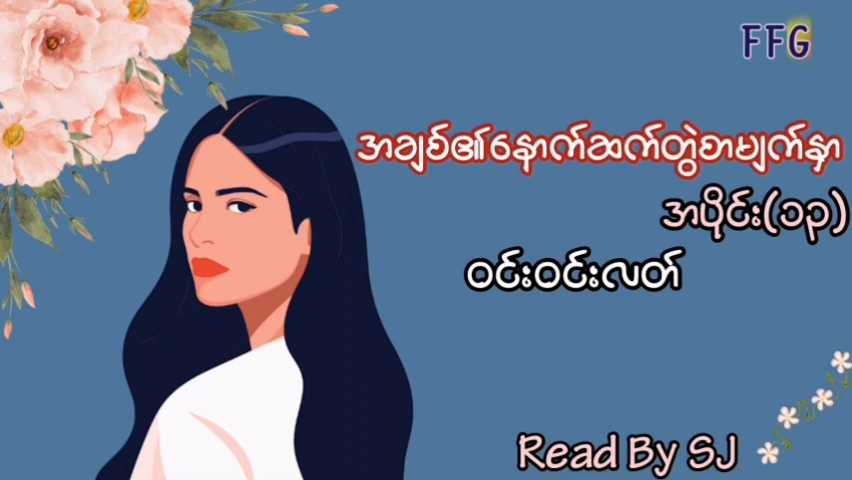 FFG
အချစ်၏နောက်ဆက်တွဲစာမျက်နှာ
အပိုင်း(၁၃)
ဝင်းဝင်းလတ်
Read By SJ